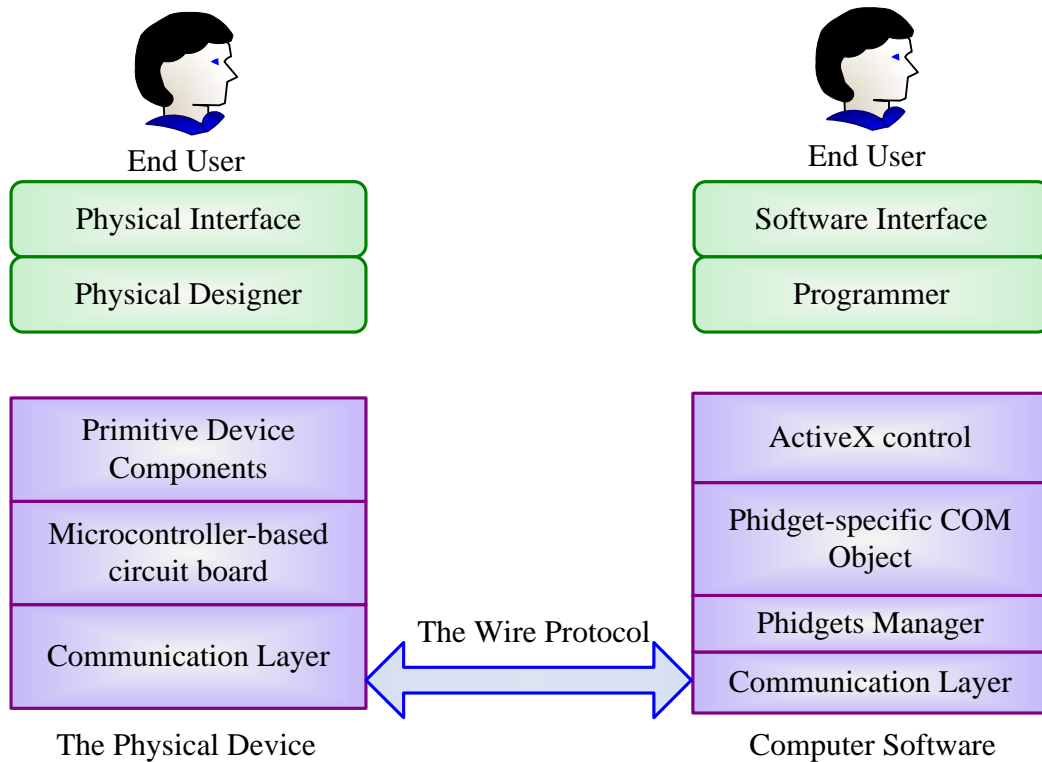 End User
Physical Interface
Physical Designer
Primitive Device
Components
Microcontroller-based
circuit board
Communication Layer
The Physical Device
The Wire Protocol
End User
Software Interface
Programmer
ActiveX control
Phidget-specific COM
Object
Phidgets Manager
Communication Layer
Computer Software